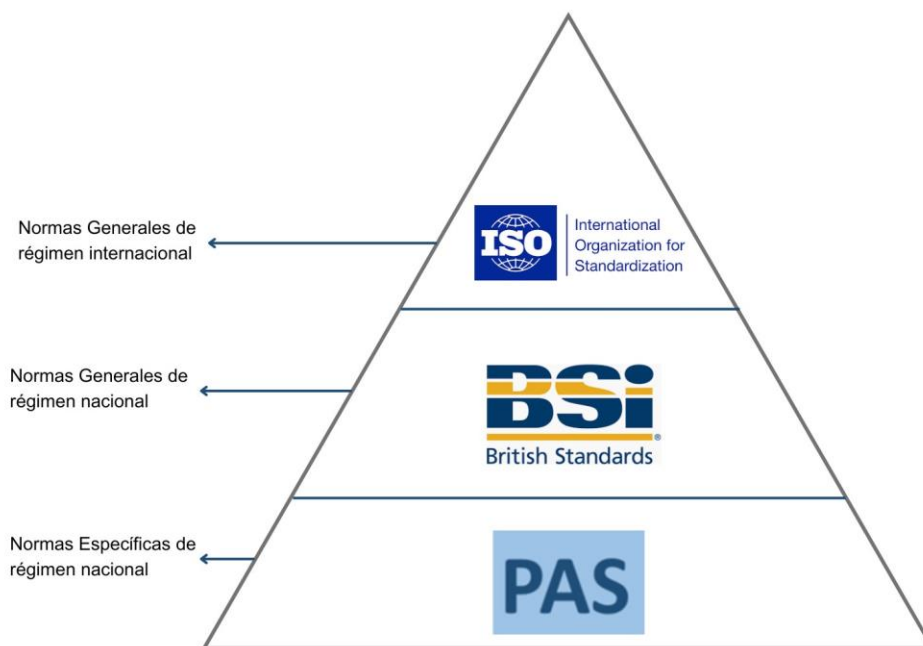 Normas Generales de
régimen internacional
ISO
International
Organization for
Standardization
Normas Generales de
régimen nacional
BSi
®
British Standards
Normas Específicas de
régimen nacional
PAS